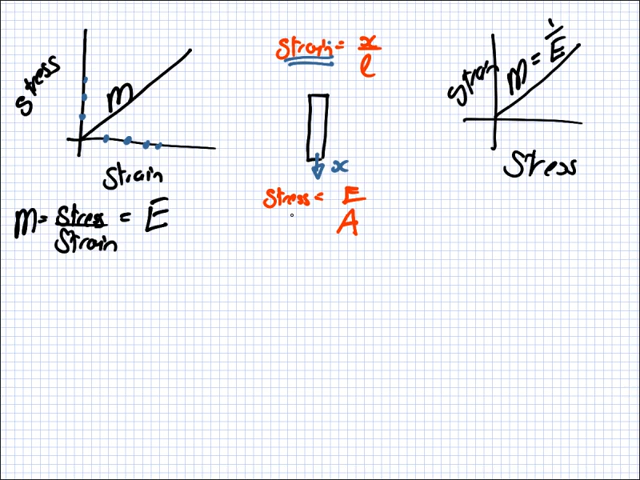 Stress
m
Strain
m = Stress / Strain = E
Strain = x / l
x
Stress = F / A
Strain
m = 1 / E
Stress